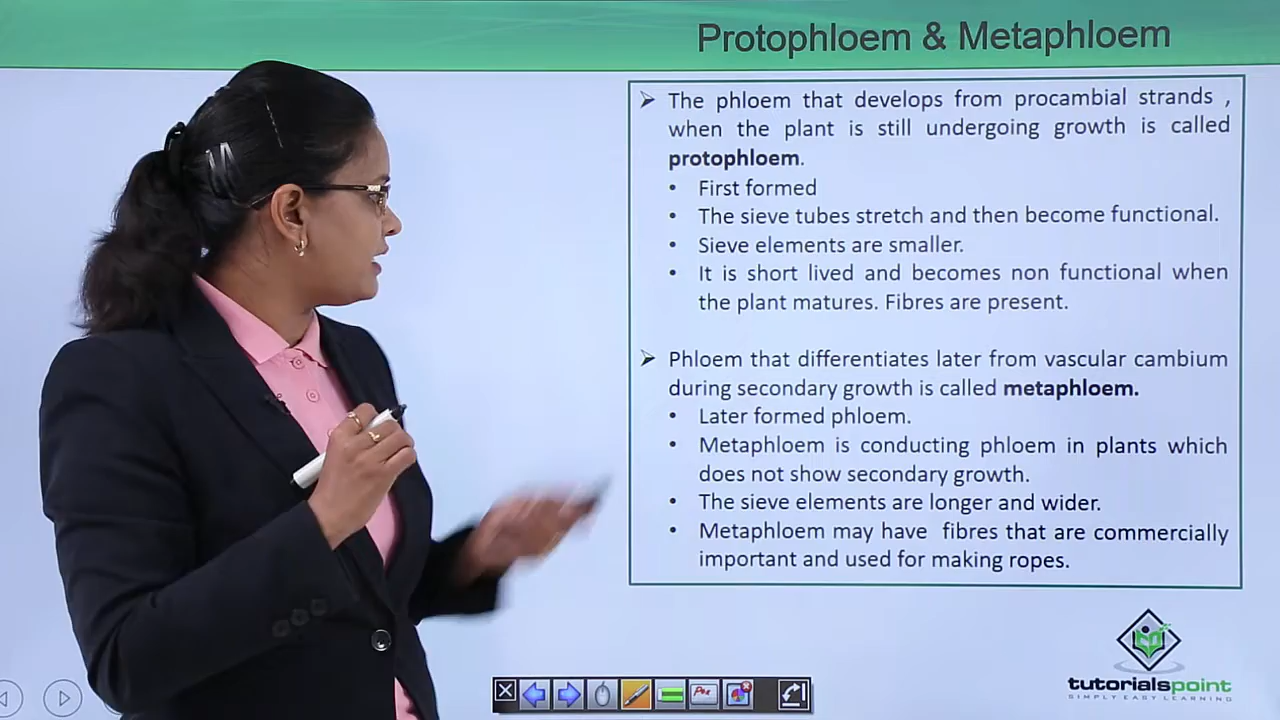 Protophloem & Metaphloem
➢ The phloem that develops from procambial strands ,
when the plant is still undergoing growth is called
protophloem.
• First formed
• The sieve tubes stretch and then become functional.
• Sieve elements are smaller.
• It is short lived and becomes non functional when
the plant matures. Fibres are present.
➢ Phloem that differentiates later from vascular cambium
during secondary growth is called metaphloem.
• Later formed phloem.
• Metaphloem is conducting phloem in plants which
does not show secondary growth.
• The sieve elements are longer and wider.
• Metaphloem may have fibres that are commercially
important and used for making ropes.
tutorialspoint
SIMPLY EASY LEARNING